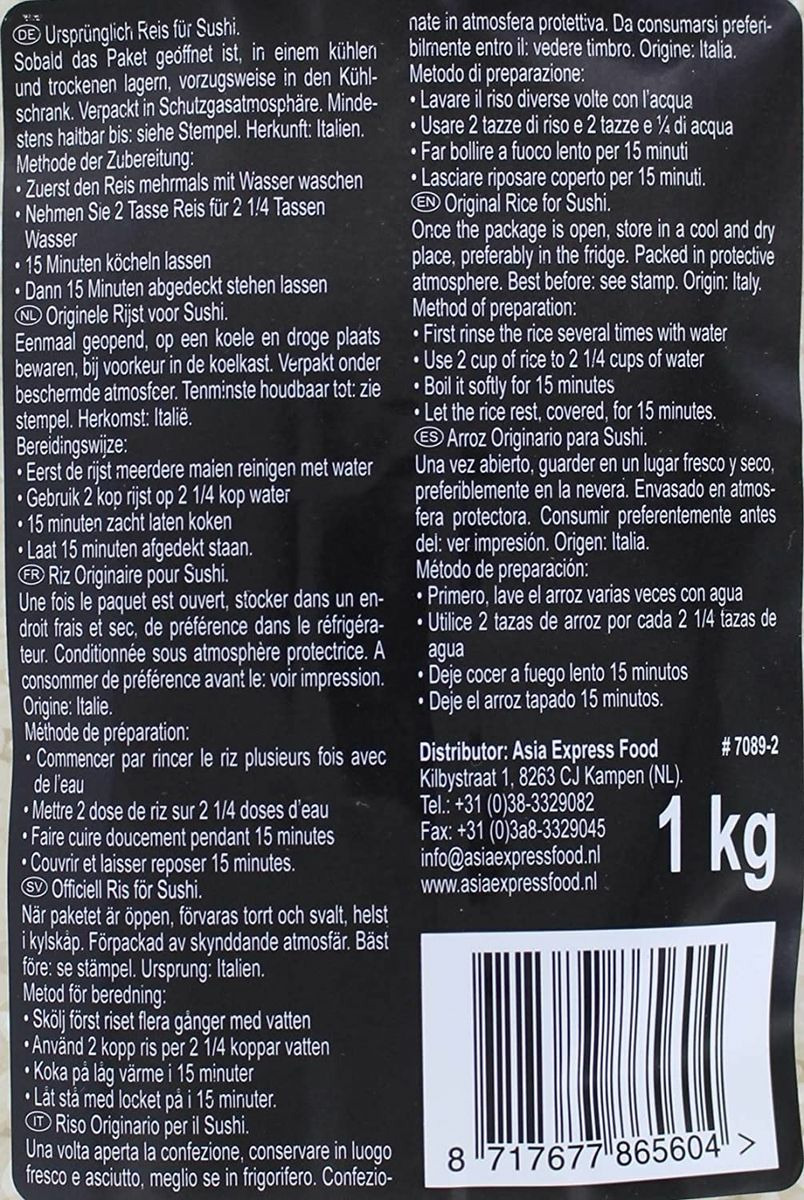 DE Ursprünglich Reis für Sushi.
Sobald das Paket geöffnet ist, in einem kühlen
und trockenen lagern, vorzugsweise in den Kühl-
schrank. Verpackt in Schutzgasatmosphäre. Minde-
stens haltbar bis: siehe Stempel. Herkunft: Italien.
Methode der Zubereitung:
• Zuerst den Reis mehrmals mit Wasser waschen
• Nehmen Sie 2 Tasse Reis für 2 1/4 Tassen
Wasser
• 15 Minuten köcheln lassen
• Dann 15 Minuten abgedeckt stehen lassen
NL Originele Rijst voor Sushi.
Eenmaal geopend, op een koele en droge plaats
bewaren, bij voorkeur in de koelkast. Verpakt onder
beschermde atmosfeer. Tenminste houdbaar tot: zie
stempel. Herkomst: Italië.
Bereidingswijze:
• Eerst de rijst meerdere malen reinigen met water
• Gebruik 2 kop rijst op 2 1/4 kop water
• 15 minuten zacht laten koken
• Laat 15 minuten afgedekt staan.
FR Riz Originaire pour Sushi.
Une fois le paquet est ouvert, stocker dans un en-
droit frais et sec, de préférence dans le réfrigéra-
teur. Conditionnée sous atmosphère protectrice. A
consommer de préférence avant le: voir impression.
Origine: Italie.
Méthode de préparation:
• Commencer par rincer le riz plusieurs fois avec
de l'eau
• Mettre 2 dose de riz sur 2 1/4 doses d'eau
• Faire cuire doucement pendant 15 minutes
• Couvrir et laisser reposer 15 minutes.
SV Officiell Ris för Sushi.
När paketet är öppen, förvaras torrt och svalt, helst
i kylskåp. Förpackad av skynddande atmosfär. Bäst
före: se stämpel. Ursprung: Italien.
Metod för beredning:
• Skölj först riset flera gånger med vatten
• Använd 2 kopp ris per 2 1/4 koppar vatten
• Koka på låg värme i 15 minuter
• Låt stå med locket på i 15 minuter.
IT Riso Originario per il Sushi.
Una volta aperta la confezione, conservare in luogo
fresco e asciutto, meglio se in frigorifero. Confezio-
nate in atmosfera protettiva. Da consumarsi preferi-
bilmente entro il: vedere timbro. Origine: Italia.
Metodo di preparazione:
• Lavare il riso diverse volte con l'acqua
• Usare 2 tazze di riso e 2 tazze e ¼ di acqua
• Far bollire a fuoco lento per 15 minuti
• Lasciare riposare coperto per 15 minuti.
EN Original Rice for Sushi.
Once the package is open, store in a cool and dry
place, preferably in the fridge. Packed in protective
atmosphere. Best before: see stamp. Origin: Italy.
Method of preparation:
• First rinse the rice several times with water
• Use 2 cup of rice to 2 1/4 cups of water
• Boil it softly for 15 minutes
• Let the rice rest, covered, for 15 minutes.
ES Arroz Originario para Sushi.
Una vez abierto, guarder en un lugar fresco y seco,
preferiblemente en la nevera. Envasado en atmos-
fera protectora. Consumir preferentemente antes
del: ver impresión. Origen: Italia.
Método de preparación:
• Primero, lave el arroz varias veces con agua
• Utilice 2 tazas de arroz por cada 2 1/4 tazas de
agua
• Deje cocer a fuego lento 15 minutos
• Deje el arroz tapado 15 minutos.
Distributor: Asia Express Food # 7089-2
Kilbystraat 1, 8263 CJ Kampen (NL).
Tel.: +31 (0)38-3329082
Fax: +31 (0)3a8-3329045
info@asiaexpressfood.nl
www.asiaexpressfood.nl
1 kg
8 717677 865604 >